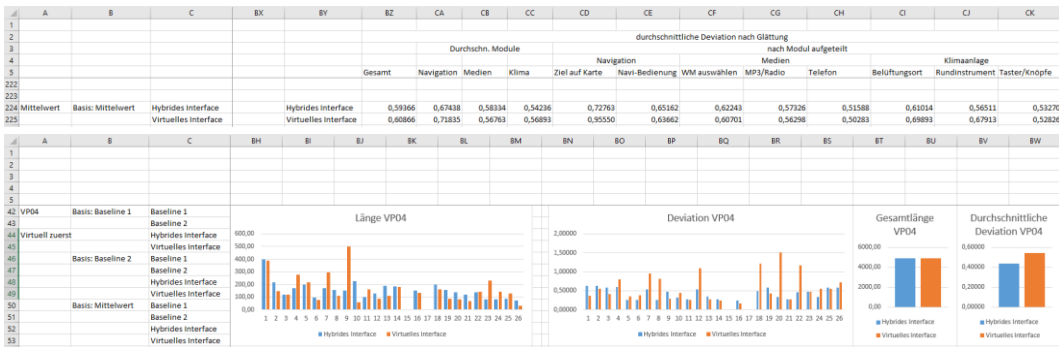 A B C BX BY BZ CA CB CC CD CE CF CG CH CI CJ CK
1
2 durchschnittliche Deviation nach Glättung
3 Durchschn. Module nach Modul aufgeteilt
4 Navigation Medien Klimaanlage
5 Gesamt Navigation Medien Klima Ziel auf Karte Navi-Bedienung WM auswählen MP3/Radio Telefon Belüftungsort Rundinstrument Taster/Knöpfe
222
223
224 Mittelwert Basis: Mittelwert Hybrides Interface Hybrides Interface 0,59366 0,67438 0,58334 0,54236 0,72763 0,65162 0,62243 0,57326 0,51588 0,61014 0,56511 0,53270
225 Virtuelles Interface Virtuelles Interface 0,60866 0,71835 0,56763 0,56893 0,95550 0,63662 0,60701 0,56298 0,50283 0,69893 0,67913 0,52826
A B C BH BI BJ BK BL BM BN BO BP BQ BR BS BT BU BV BW
1
2
3
4
5
42 VP04 Basis: Baseline 1 Baseline 1
43 Baseline 2
44 Virtuell zuerst Hybrides Interface
45 Virtuelles Interface
46 Basis: Baseline 2 Baseline 1
47 Baseline 2
48 Hybrides Interface
49 Virtuelles Interface
50 Basis: Mittelwert Baseline 1
51 Baseline 2
52 Hybrides Interface
53 Virtuelles Interface
Länge VP04
600,00
500,00
400,00
300,00
200,00
100,00
0,00
1 2 3 4 5 6 7 8 9 10 11 12 13 14 15 16 17 18 19 20 21 22 23 24 25 26
Hybrides Interface Virtuelles Interface
Deviation VP04
2,00000
1,50000
1,00000
0,50000
0,00000
1 2 3 4 5 6 7 8 9 10 11 12 13 14 15 16 17 18 19 20 21 22 23 24 25 26
Hybrides Interface Virtuelles Interface
Gesamtlänge
VP04
6000,00
4000,00
2000,00
0,00
Hybrides Interface
Virtuelles Interface
Durchschnittliche
Deviation VP04
0,60000
0,40000
0,20000
0,00000
Hybrides Interface
Virtuelles Interface